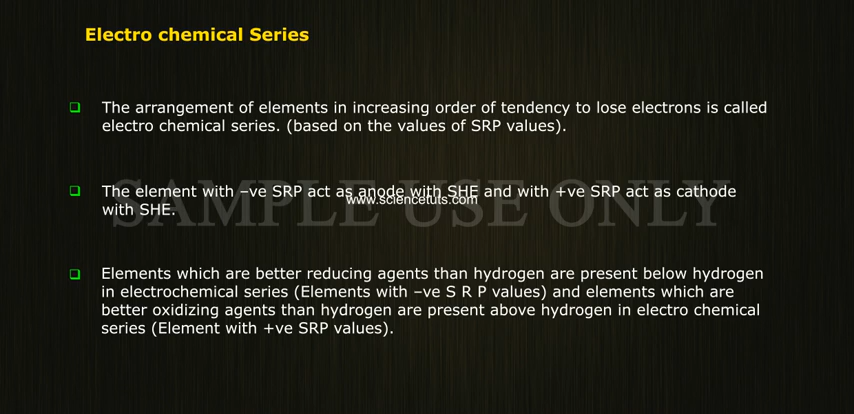 Electro chemical Series
The arrangement of elements in increasing order of tendency to lose electrons is called
electro chemical series. (based on the values of SRP values).
The element with –ve SRP act as anode with SHE and with +ve SRP act as cathode
with SHE.
SAMPLE USE ONLY
www.sciencetuts.com
Elements which are better reducing agents than hydrogen are present below hydrogen
in electrochemical series (Elements with –ve S R P values) and elements which are
better oxidizing agents than hydrogen are present above hydrogen in electro chemical
series (Element with +ve SRP values).